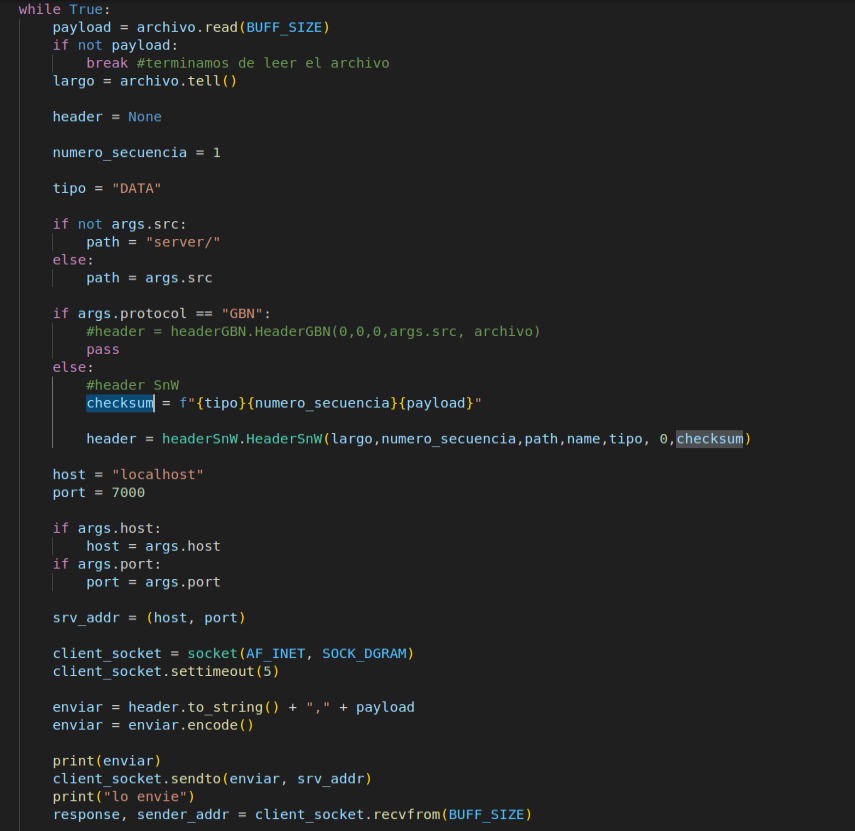 while True:
payload = archivo.read(BUFF_SIZE)
if not payload:
break #terminamos de leer el archivo
largo = archivo.tell()
header = None
numero_secuencia = 1
tipo = "DATA"
if not args.src:
path = "server/"
else:
path = args.src
if args.protocol == "GBN":
#header = headerGBN.HeaderGBN(0,0,0,args.src, archivo)
pass
else:
#header SnW
checksum = f"{tipo}{numero_secuencia}{payload}"
header = headerSnW.HeaderSnW(largo,numero_secuencia,path,name,tipo, 0,checksum)
host = "localhost"
port = 7000
if args.host:
host = args.host
if args.port:
port = args.port
srv_addr = (host, port)
client_socket = socket(AF_INET, SOCK_DGRAM)
client_socket.settimeout(5)
enviar = header.to_string() + "," + payload
enviar = enviar.encode()
print(enviar)
client_socket.sendto(enviar, srv_addr)
print("lo envie")
response, sender_addr = client_socket.recvfrom(BUFF_SIZE)